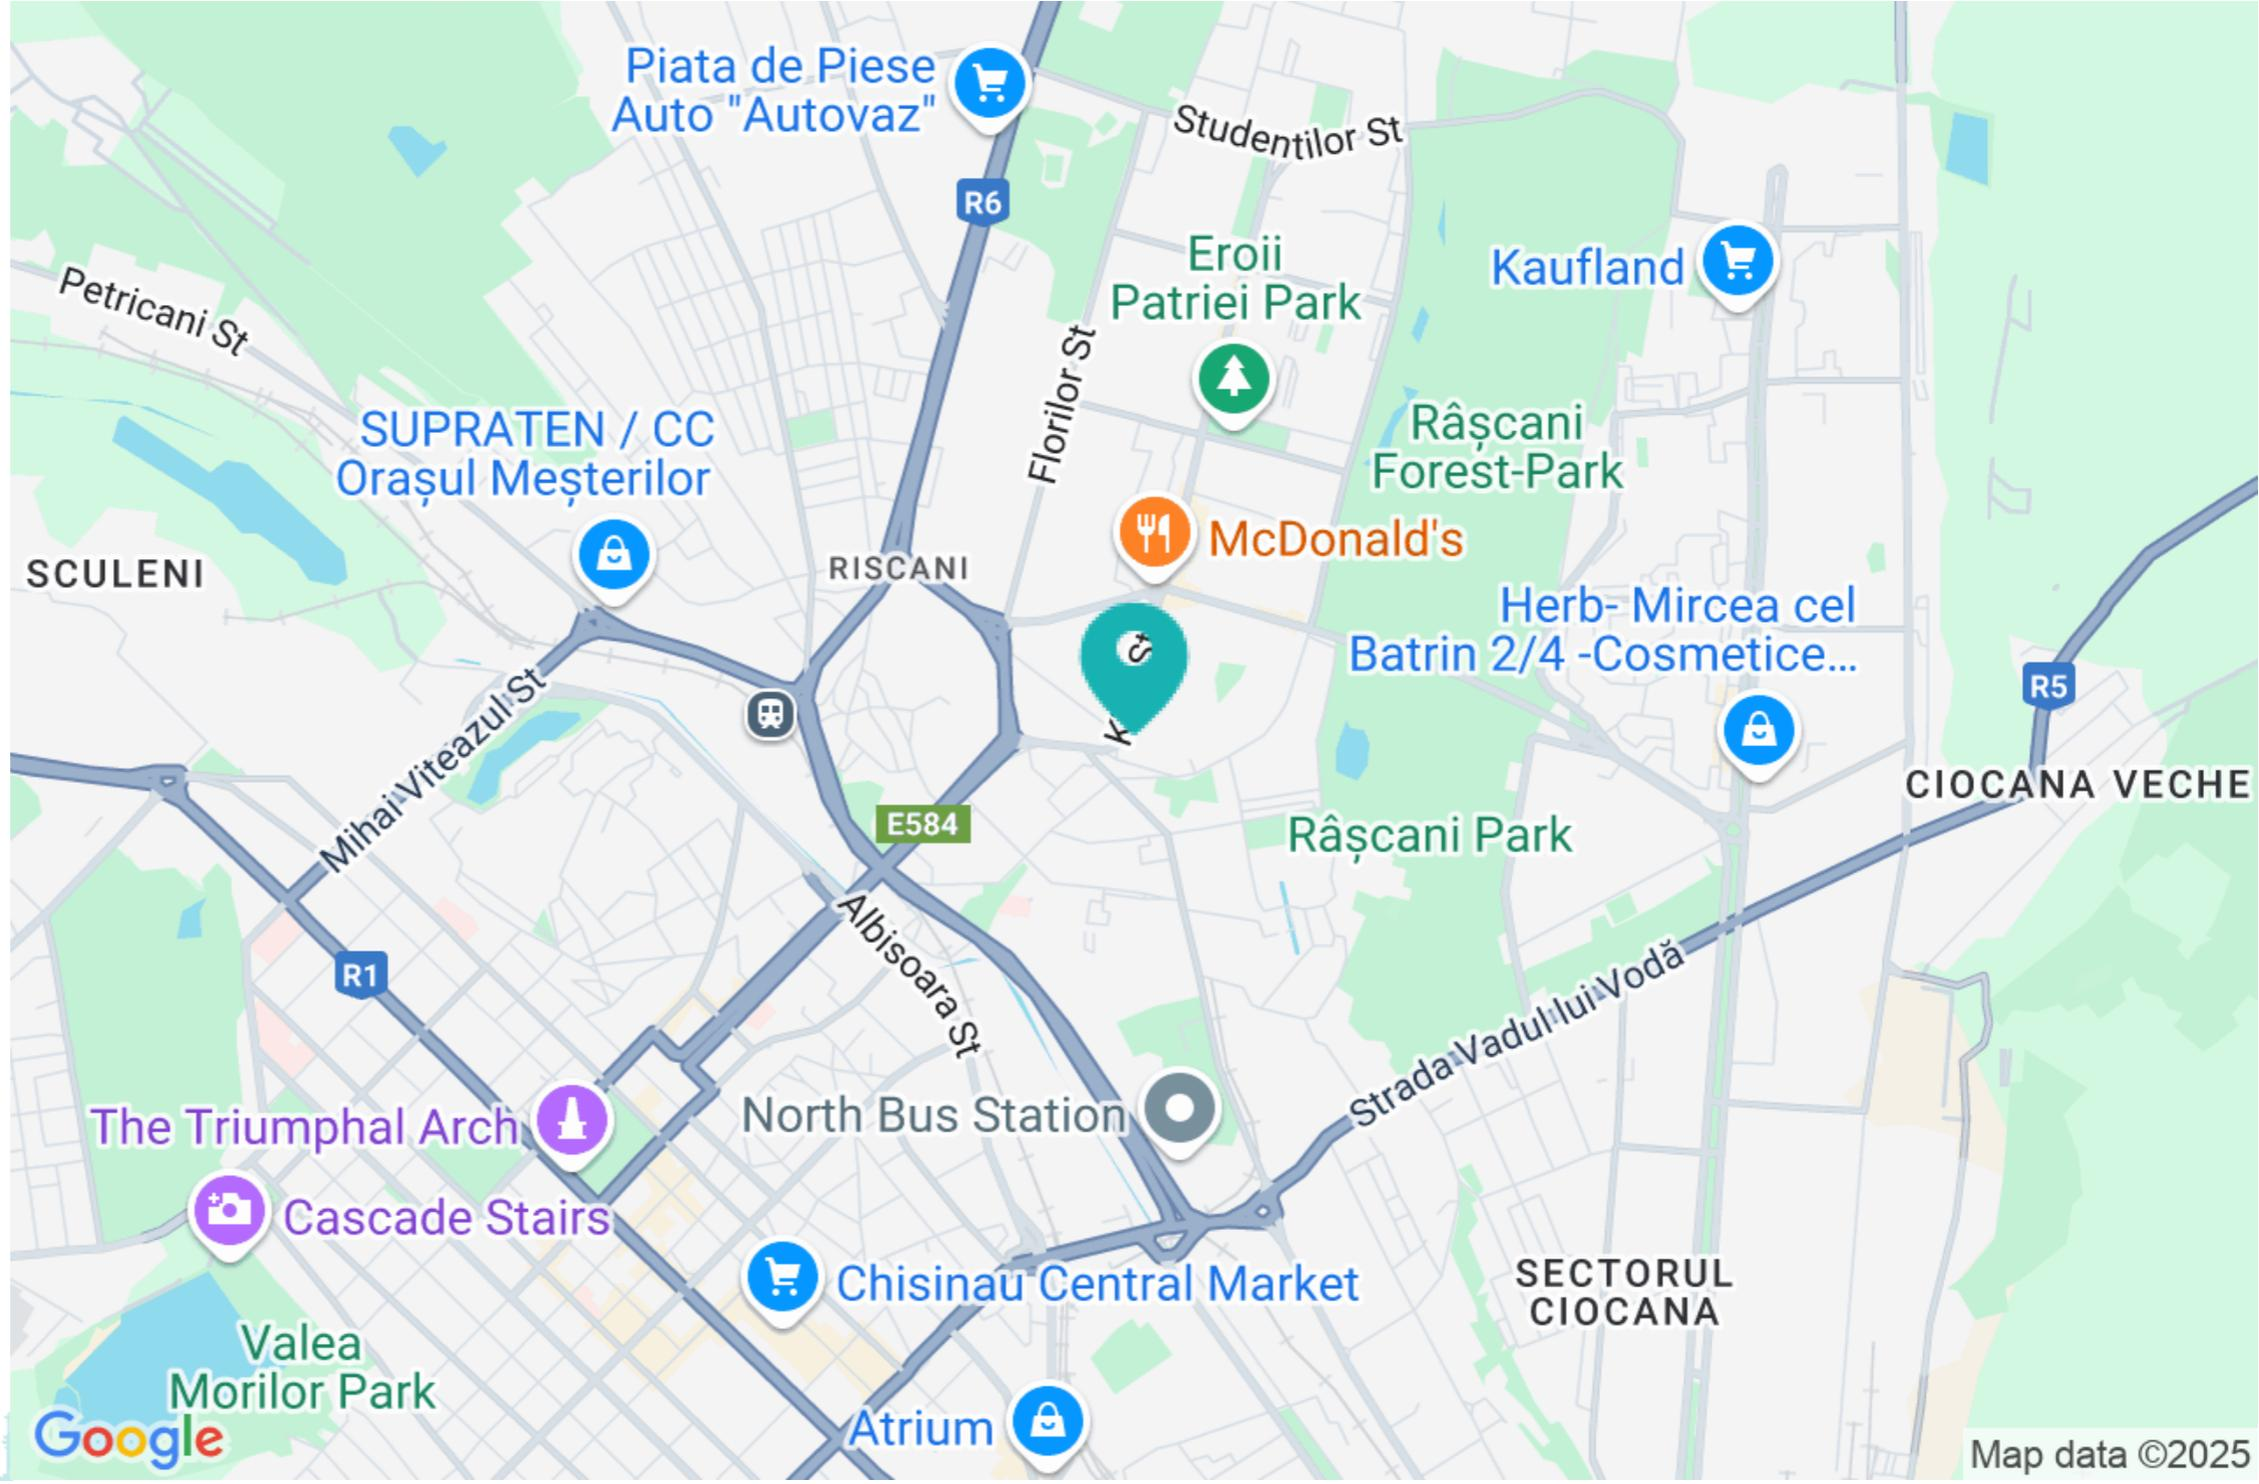 Piata de Piese
Auto "Autovaz"
Studentilor St
R6
Eroii
Patriei Park
Kaufland
Petricani St
Florilor St
SUPRATEN / CC
Orașul Meșterilor
Râșcani
Forest-Park
McDonald's
SCULENI
RISCANI
Herb- Mircea cel
Batrin 2/4 -Cosmetice...
St
K
R5
Mihai Viteazul St
CIOCANA VECHE
E584
Râșcani Park
Albisoara St
R1
Strada Vadul lui Vodă
The Triumphal Arch
North Bus Station
Cascade Stairs
Chisinau Central Market
SECTORUL
CIOCANA
Valea
Morilor Park
Atrium
Google
Map data ©2025